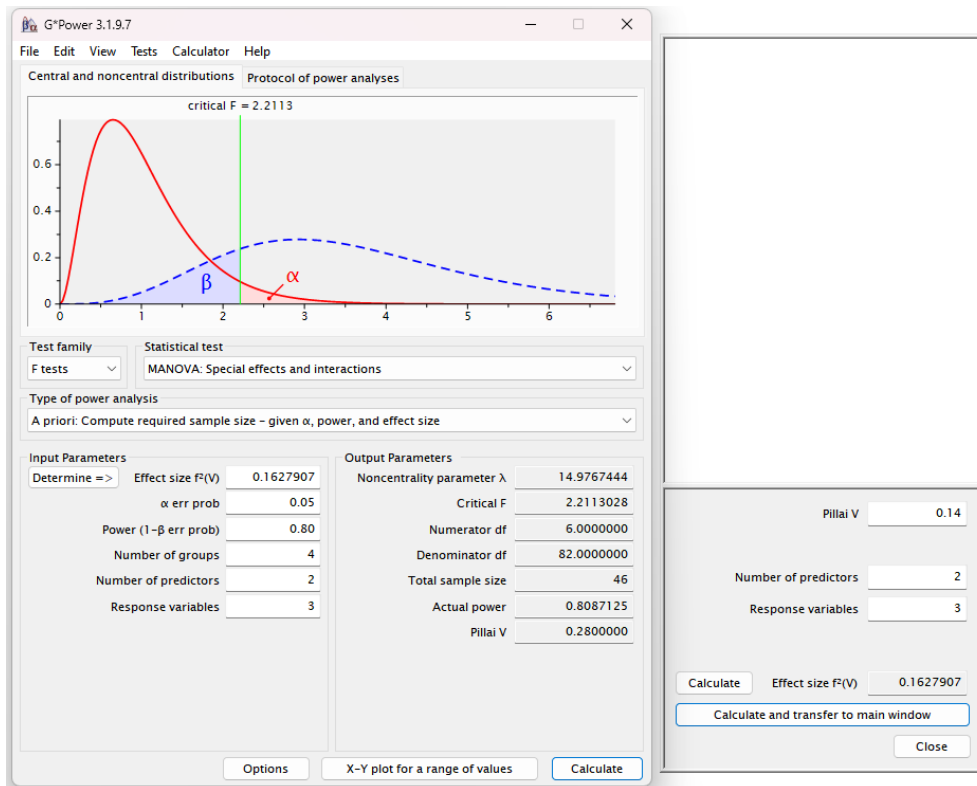 G*Power 3.1.9.7
File Edit View Tests Calculator Help
Central and noncentral distributions Protocol of power analyses
critical F = 2.2113
0.6
0.4
0.2
0
β
α
0 1 2 3 4 5 6
Test family
F tests
Statistical test
MANOVA: Special effects and interactions
Type of power analysis
A priori: Compute required sample size – given α, power, and effect size
Input Parameters
Determine => Effect size f²(V) 0.1627907
α err prob 0.05
Power (1-β err prob) 0.80
Number of groups 4
Number of predictors 2
Response variables 3
Output Parameters
Noncentrality parameter λ 14.9767444
Critical F 2.2113028
Numerator df 6.0000000
Denominator df 82.0000000
Total sample size 46
Actual power 0.8087125
Pillai V 0.2800000
Options X-Y plot for a range of values Calculate
Pillai V 0.14
Number of predictors 2
Response variables 3
Calculate Effect size f²(V) 0.1627907
Calculate and transfer to main window
Close